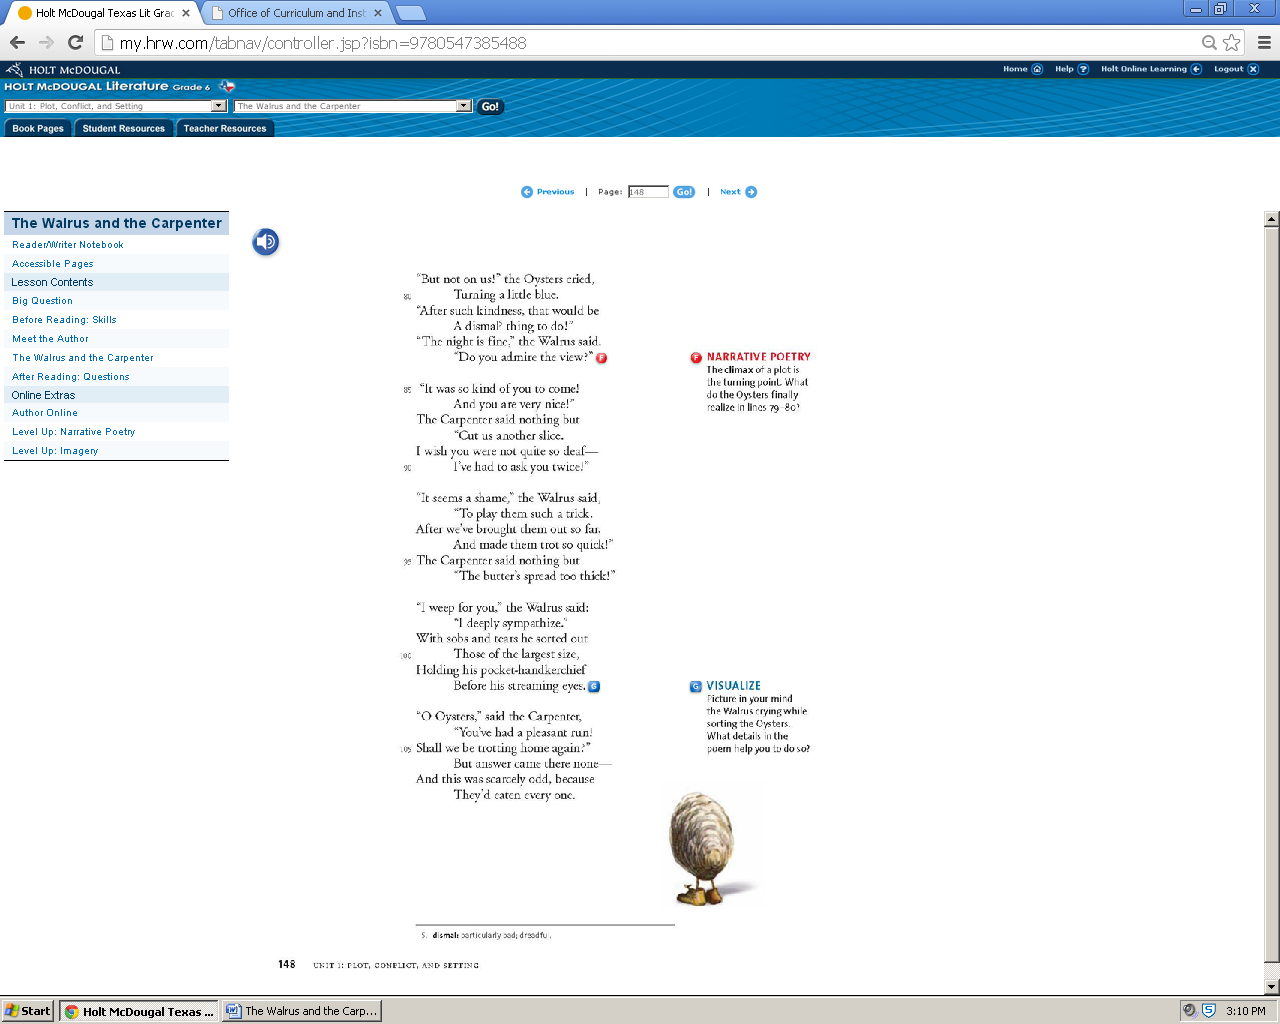 Holt McDougal Texas Lit Grac
Office of Curriculum and Inst
my.hrw.com/tabnav/controller.jsp?isbn=9780547385488
HOLT MCDOUGAL
Home
Help
Holt Online Learning
Logout
HOLT MCDOUGAL Literature Grade 6
Unit 1: Plot, Conflict, and Setting
The Walrus and the Carpenter
Go!
Book Pages
Student Resources
Teacher Resources
Previous | Page: 148 Go! | Next
The Walrus and the Carpenter
Reader/Writer Notebook
Accessible Pages
Lesson Contents
Big Question
Before Reading: Skills
Meet the Author
The Walrus and the Carpenter
After Reading: Questions
Online Extras
Author Online
Level Up: Narrative Poetry
Level Up: Imagery
“But not on us!” the Oysters cried,
80 Turning a little blue.
“After such kindness, that would be
A dismal5 thing to do!”
“The night is fine,” the Walrus said.
“Do you admire the view?” F
85 “It was so kind of you to come!
And you are very nice!”
The Carpenter said nothing but
“Cut us another slice.
I wish you were not quite so deaf—
90 I’ve had to ask you twice!”
“It seems a shame,” the Walrus said,
“To play them such a trick.
After we’ve brought them out so far,
And made them trot so quick!”
95 The Carpenter said nothing but
“The butter’s spread too thick!”
“I weep for you,” the Walrus said:
“I deeply sympathize.”
With sobs and tears he sorted out
100 Those of the largest size,
Holding his pocket-handkerchief
Before his streaming eyes. G
“O Oysters,” said the Carpenter,
“You’ve had a pleasant run!
105 Shall we be trotting home again?”
But answer came there none—
And this was scarcely odd, because
They’d eaten every one.
F NARRATIVE POETRY
The climax of a plot is
the turning point. What
do the Oysters finally
realize in lines 79–80?
G VISUALIZE
Picture in your mind
the Walrus crying while
sorting the Oysters.
What details in the
poem help you to do so?
5. dismal: particularly bad; dreadful.
148 UNIT 1: PLOT, CONFLICT, AND SETTING
Start
Holt McDougal Texas ...
The Walrus and the Carp...
3:10 PM